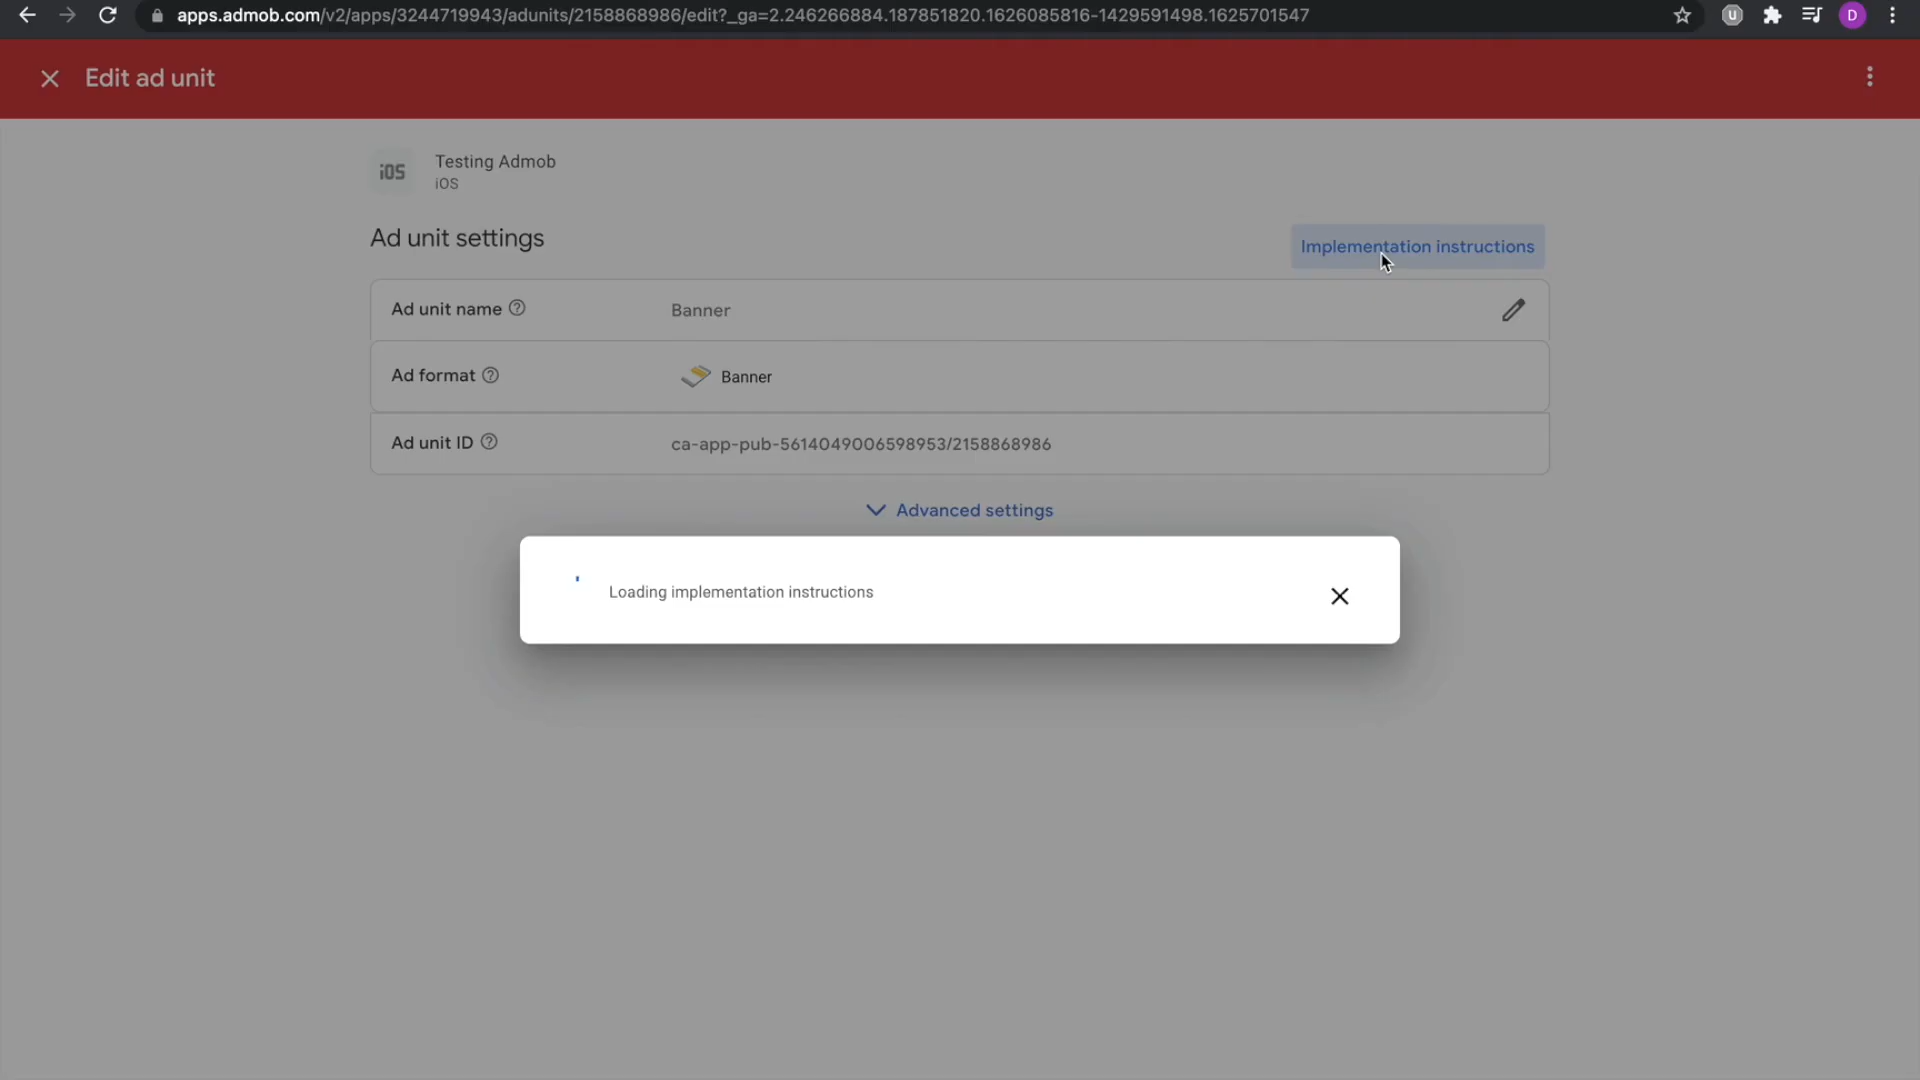 apps.admob.com/v2/apps/3244719943/adunits/2158868986/edit?_ga=2.246266884.187851820.1626085816-1429591498.1625701547
U
D
Edit ad unit
iOS
Testing Admob
iOS
Ad unit settings
Implementation instructions
Ad unit name
Banner
Ad format
Banner
Ad unit ID
ca-app-pub-5614049006598953/2158868986
Advanced settings
Loading implementation instructions